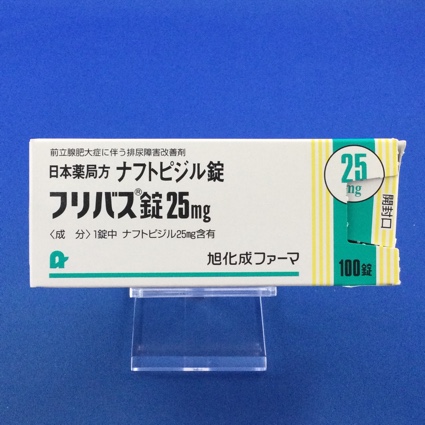 前立腺肥大症に伴う排尿障害改善剤
日本薬局方 ナフトピジル錠
フリバス®錠25mg
〈成 分〉1錠中 ナフトピジル25mg含有
旭化成ファーマ
25
mg
開封口
100錠